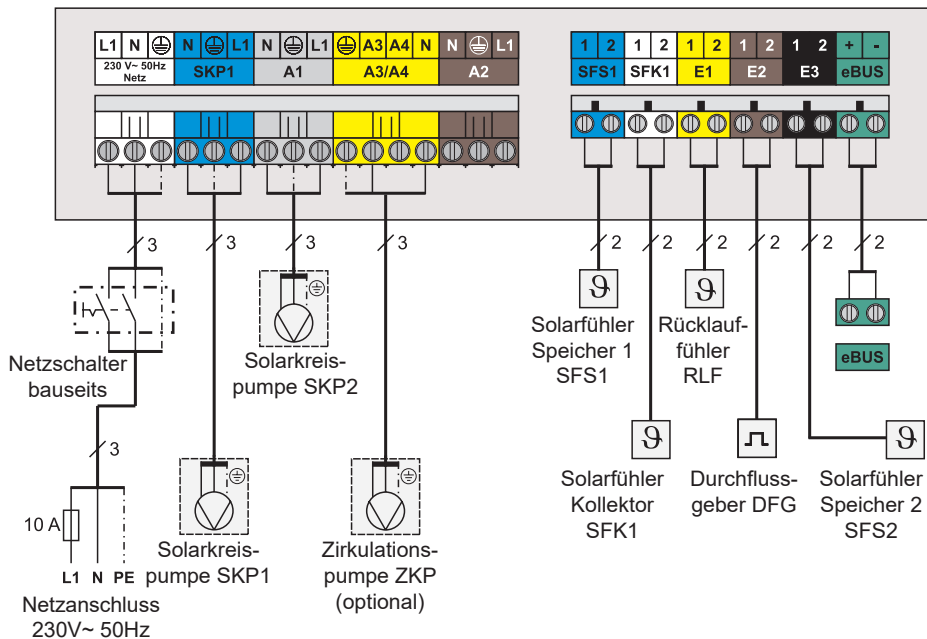 L1 N N L1 N L1 A3 A4 N N L1
230 V~ 50Hz
Netz
SKP1 A1 A3/A4 A2
1 2 1 2 1 2 1 2 1 2 + -
SFS1 SFK1 E1 E2 E3 eBUS
3 3 3 3 2 2 2 2 2 2
Netzschalter
bauseits
3
10 A
L1 N PE
Netzanschluss
230V~ 50Hz
Solarkreis-
pumpe SKP1
Solarkreis-
pumpe SKP2
Zirkulations-
pumpe ZKP
(optional)
ϑ
Solarfühler
Speicher 1
SFS1
ϑ
Rücklauf-
fühler
RLF
eBUS
ϑ
Solarfühler
Kollektor
SFK1
Durchfluss-
geber DFG
ϑ
Solarfühler
Speicher 2
SFS2